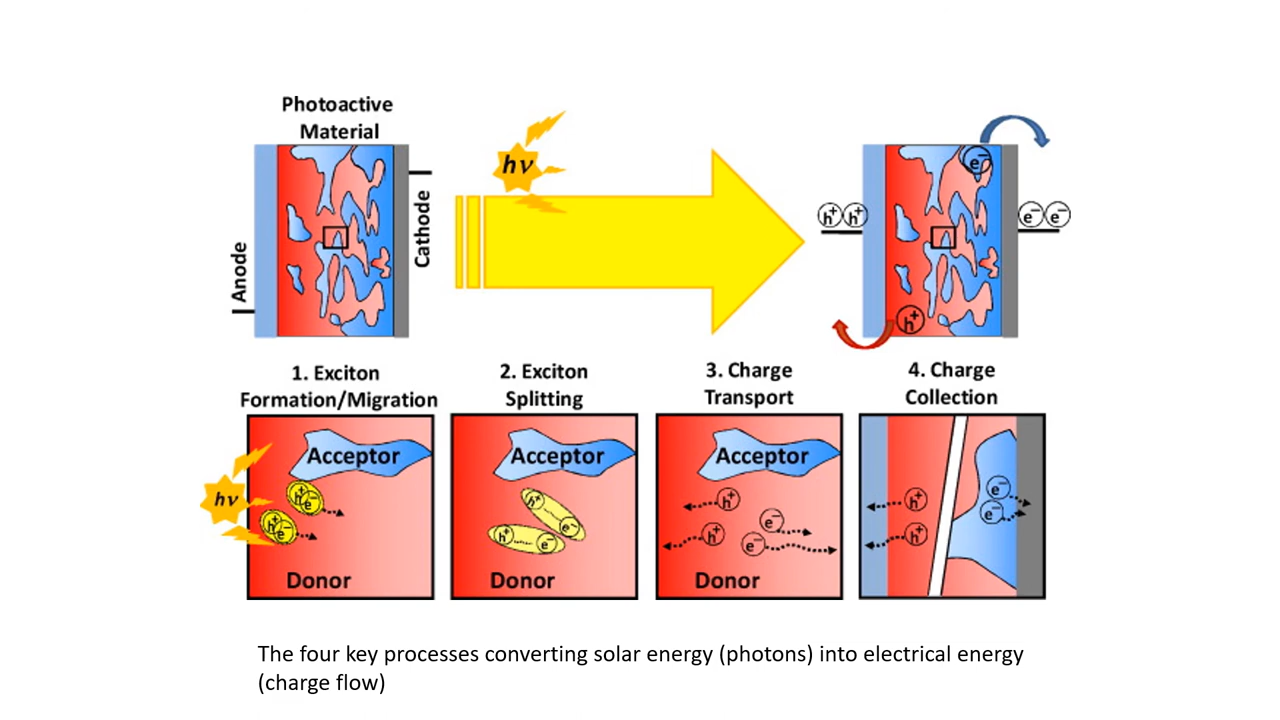 Photoactive
Material
Anode
Cathode
hν
h⁺ h⁺
e⁻
e⁻ e⁻
h⁺
1. Exciton
Formation/Migration
2. Exciton
Splitting
3. Charge
Transport
4. Charge
Collection
hν
Acceptor
h⁺ e⁻
h⁺ e⁻
Donor
Acceptor
h⁺ e⁻
h⁺ e⁻
Donor
Acceptor
h⁺
h⁺
e⁻
e⁻
Donor
h⁺
h⁺
e⁻
e⁻
The four key processes converting solar energy (photons) into electrical energy
(charge flow)